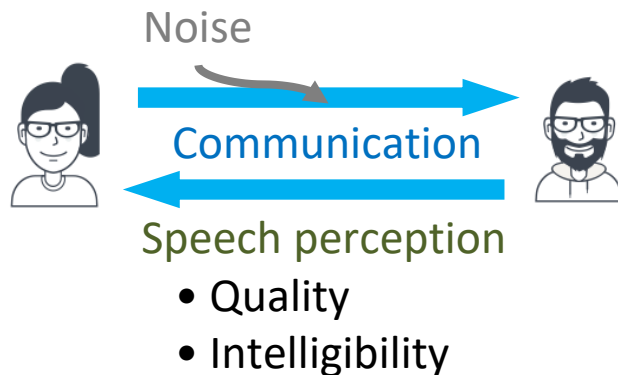 Noise
Communication
Speech perception
• Quality
• Intelligibility